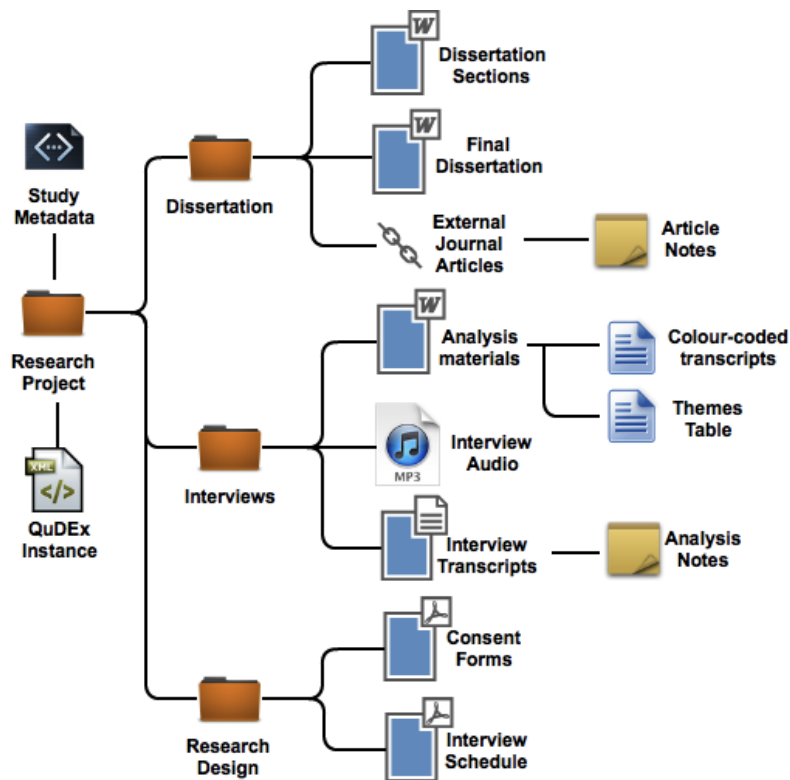 W
Dissertation
Sections
W
Final
Dissertation
Study
Metadata
Dissertation
External
Journal
Articles
Article
Notes
W
Analysis
materials
Colour-coded
transcripts
Research
Project
Themes
Table
Interview
Audio
MP3
Interviews
XML
</>
QuDEx
Instance
Interview
Transcripts
Analysis
Notes
Consent
Forms
Research
Design
Interview
Schedule